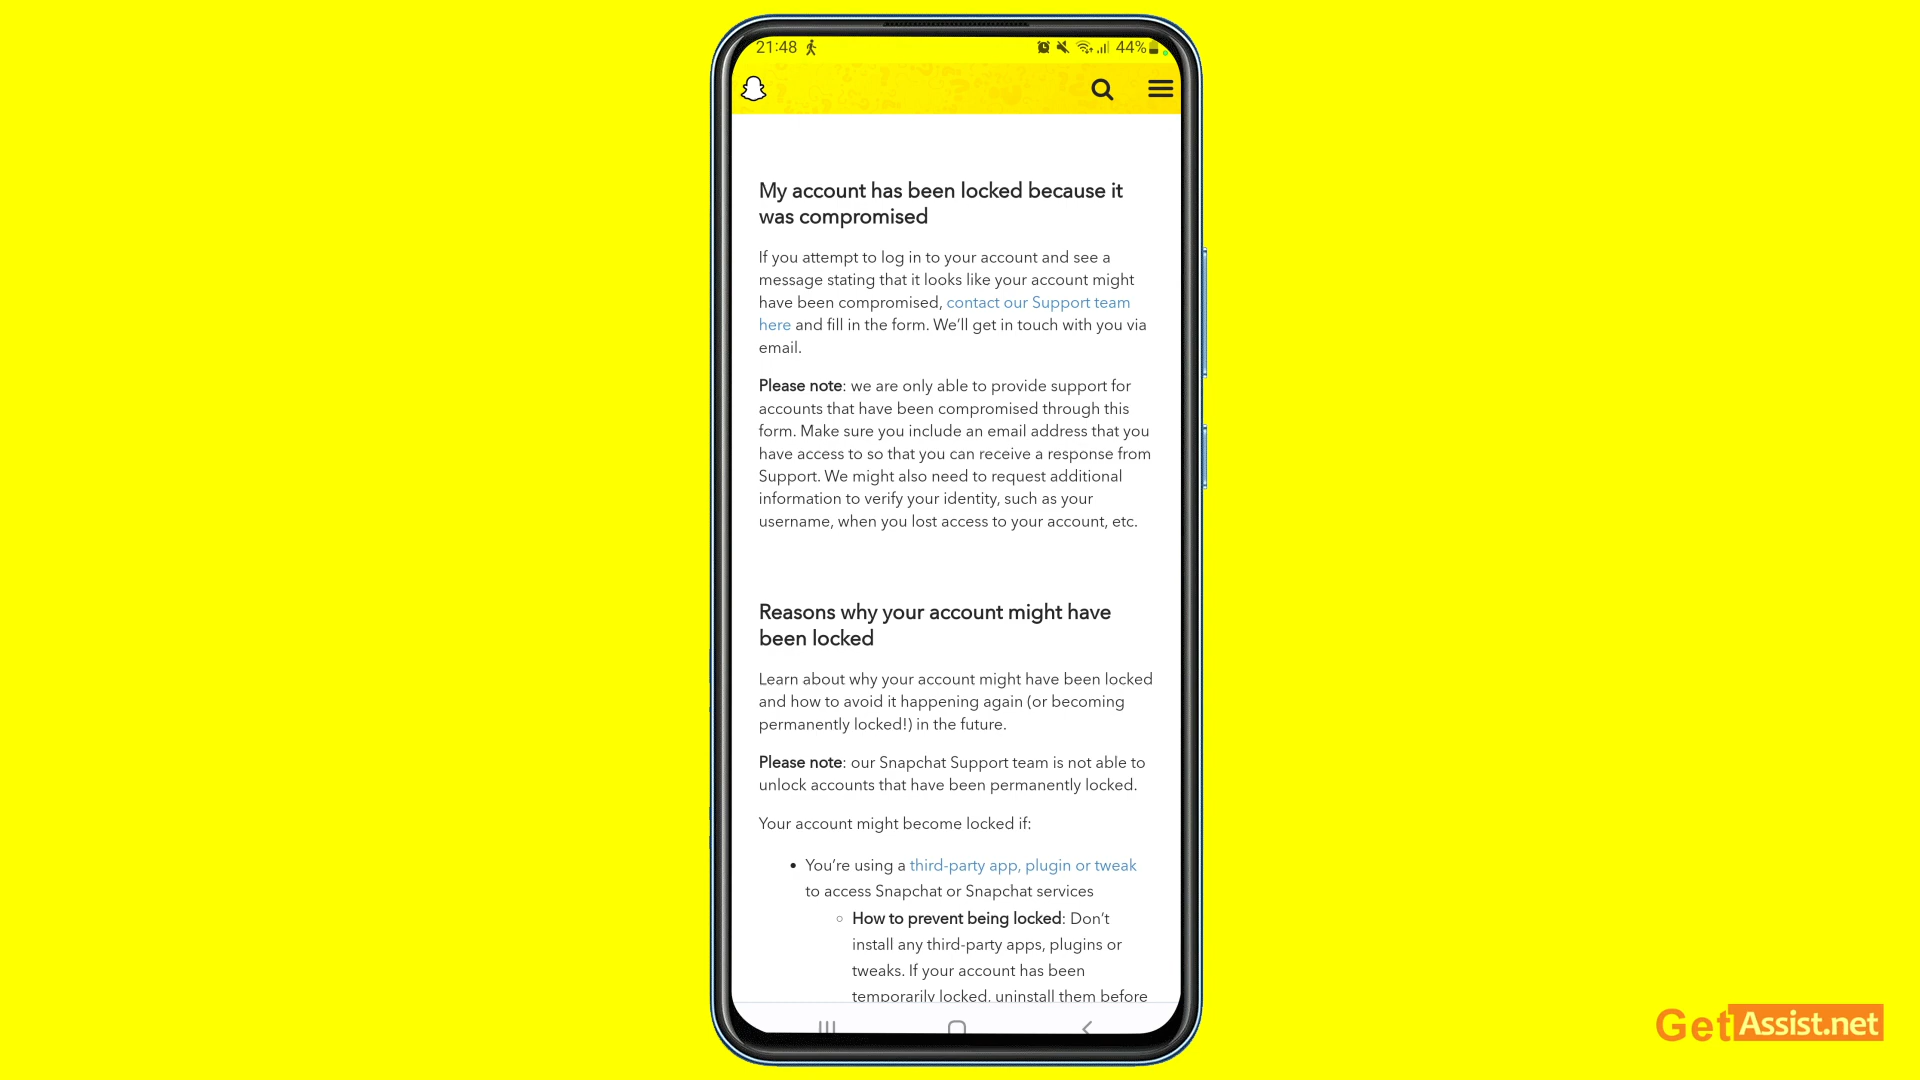 21:48
44%
My account has been locked because it
was compromised
If you attempt to log in to your account and see a
message stating that it looks like your account might
have been compromised, contact our Support team
here and fill in the form. We’ll get in touch with you via
email.
Please note: we are only able to provide support for
accounts that have been compromised through this
form. Make sure you include an email address that you
have access to so that you can receive a response from
Support. We might also need to request additional
information to verify your identity, such as your
username, when you lost access to your account, etc.
Reasons why your account might have
been locked
Learn about why your account might have been locked
and how to avoid it happening again (or becoming
permanently locked!) in the future.
Please note: our Snapchat Support team is not able to
unlock accounts that have been permanently locked.
Your account might become locked if:
• You’re using a third-party app, plugin or tweak
to access Snapchat or Snapchat services
◦ How to prevent being locked: Don’t
install any third-party apps, plugins or
tweaks. If your account has been
temporarily locked, uninstall them before
GetAssist.net